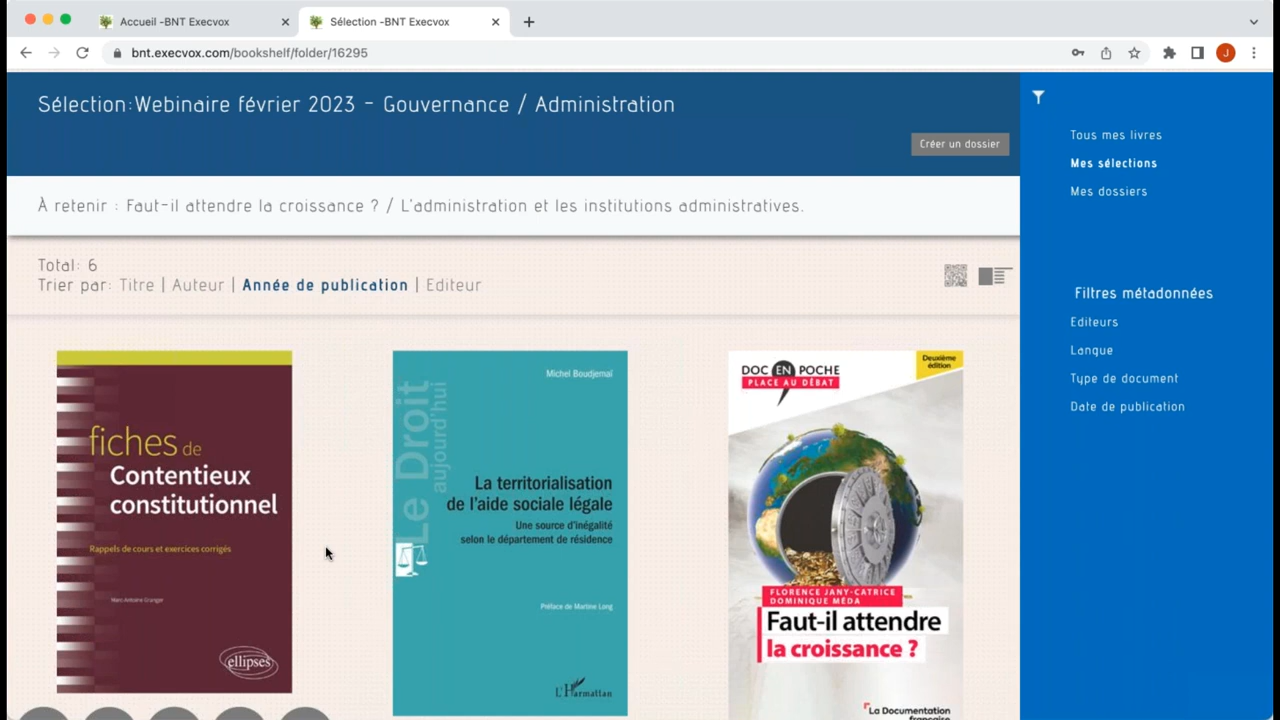 Accueil -BNT Execvox
Sélection -BNT Execvox
bnt.execvox.com/bookshelf/folder/16295
J
Sélection:Webinaire février 2023 - Gouvernance / Administration
Créer un dossier
À retenir : Faut-il attendre la croissance ? / L'administration et les institutions administratives.
Total: 6
Trier par: Titre | Auteur | Année de publication | Editeur
Tous mes livres
Mes sélections
Mes dossiers
Filtres métadonnées
Editeurs
Langue
Type de document
Date de publication
fiches de
Contentieux
constitutionnel
Rappels de cours et exercices corrigés
Marc-Antoine Granger
ellipses
Michel Boudjemaï
Le Droit
aujourd'hui
La territorialisation
de l'aide sociale légale
Une source d'inégalité
selon le département de résidence
Préface de Martine Long
L'Harmattan
DOC EN POCHE
PLACE AU DÉBAT
Deuxième
édition
FLORENCE JANY-CATRICE
DOMINIQUE MÉDA
Faut-il attendre
la croissance ?
La Documentation
française